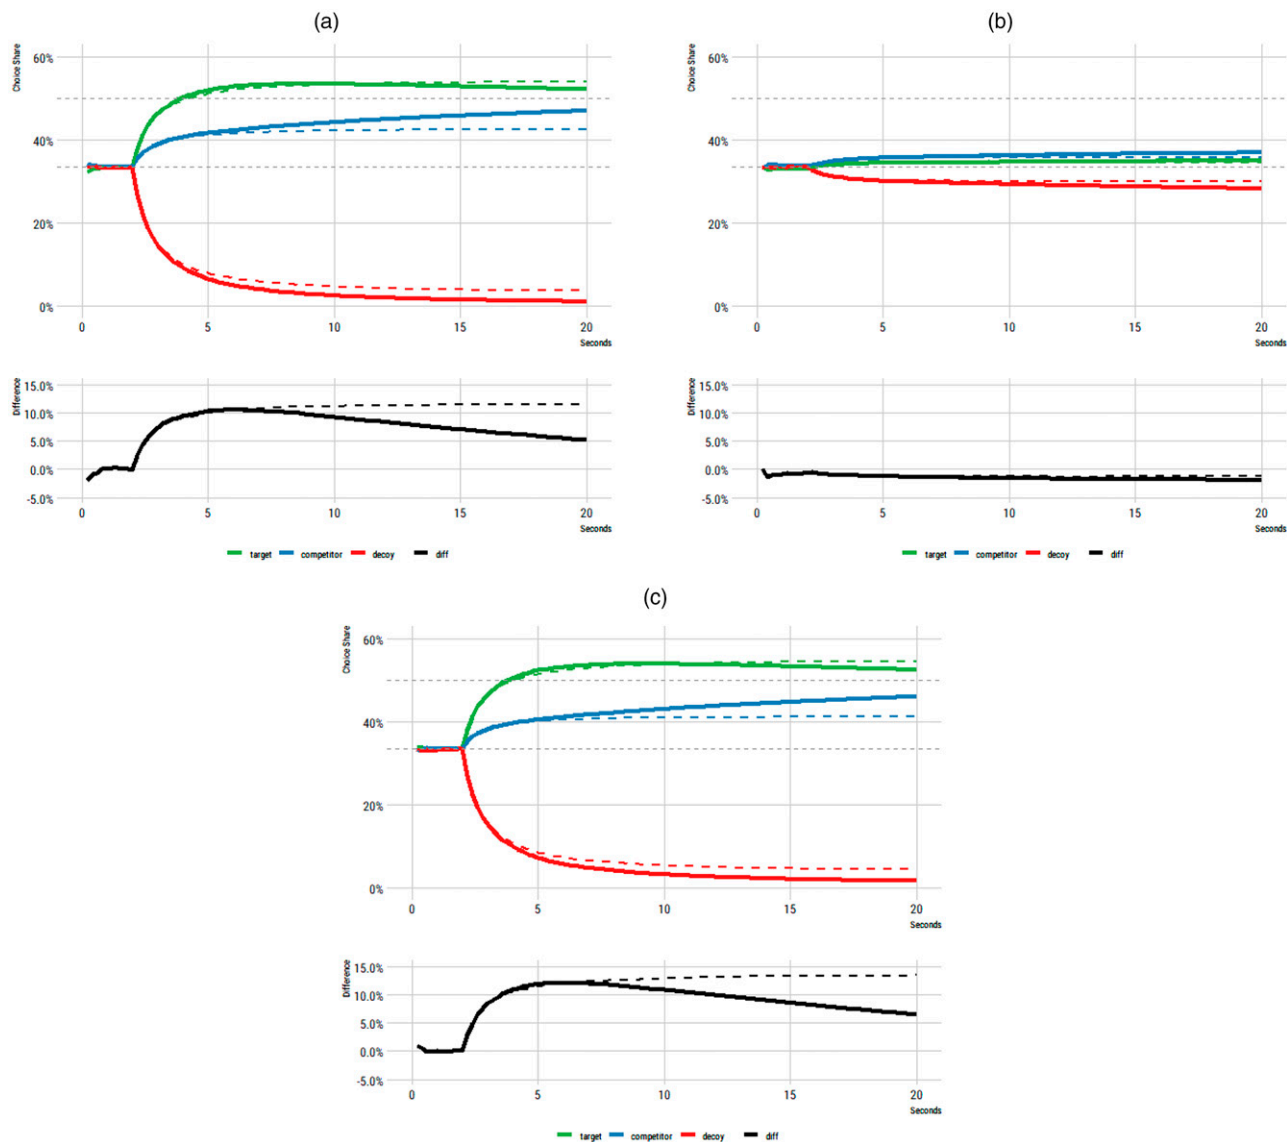 (a)
Choice Share
60%
40%
20%
0%
0 5 10 15 20
Seconds
Difference
15.0%
10.0%
5.0%
0.0%
-5.0%
0 5 10 15 20
Seconds
target competitor decoy diff
(b)
Choice Share
60%
40%
20%
0%
0 5 10 15 20
Seconds
Difference
15.0%
10.0%
5.0%
0.0%
-5.0%
0 5 10 15 20
Seconds
target competitor decoy diff
(c)
Choice Share
60%
40%
20%
0%
0 5 10 15 20
Seconds
Difference
15.0%
10.0%
5.0%
0.0%
-5.0%
0 5 10 15 20
Seconds
target competitor decoy diff